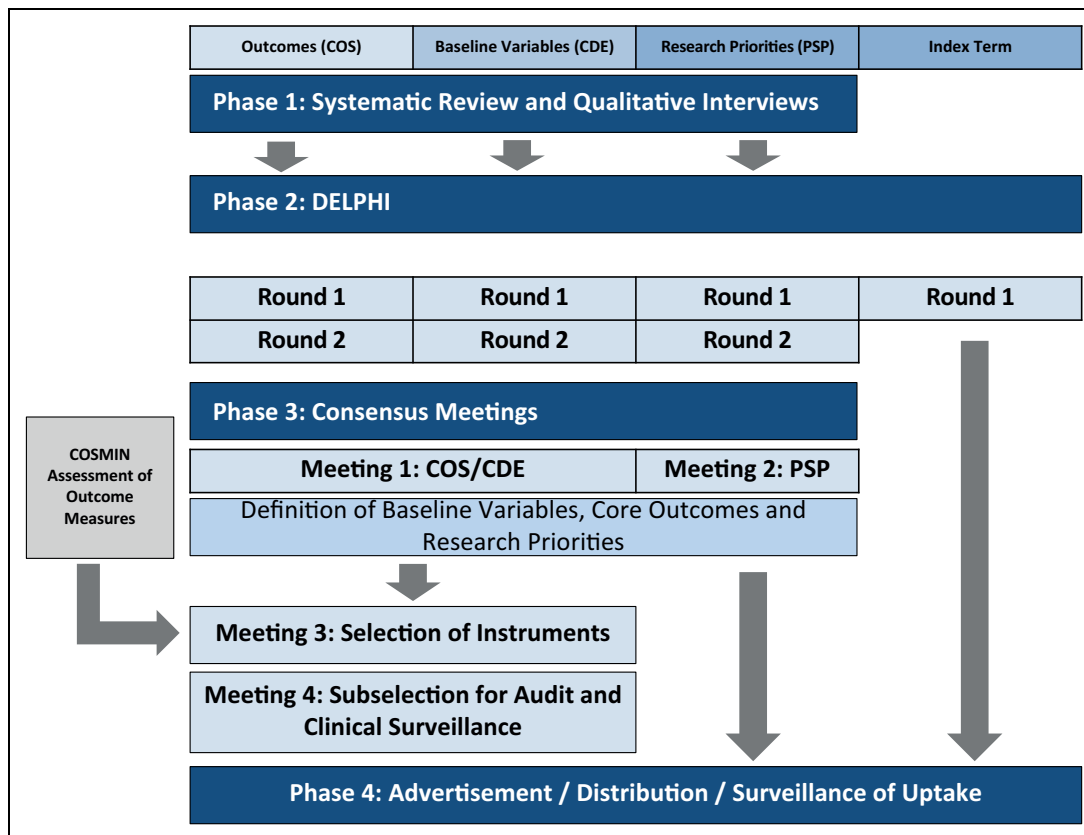 Outcomes (COS)
Baseline Variables (CDE)
Research Priorities (PSP)
Index Term
Phase 1: Systematic Review and Qualitative Interviews
Phase 2: DELPHI
Round 1
Round 1
Round 1
Round 1
Round 2
Round 2
Round 2
Phase 3: Consensus Meetings
COSMIN
Assessment of
Outcome
Measures
Meeting 1: COS/CDE
Meeting 2: PSP
Definition of Baseline Variables, Core Outcomes and
Research Priorities
Meeting 3: Selection of Instruments
Meeting 4: Subselection for Audit and
Clinical Surveillance
Phase 4: Advertisement / Distribution / Surveillance of Uptake